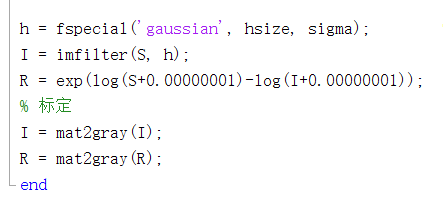 h = fspecial('gaussian', hsize, sigma);
I = imfilter(S, h);
R = exp(log(S+0.00000001)-log(I+0.00000001));
% 标定
I = mat2gray(I);
R = mat2gray(R);
end